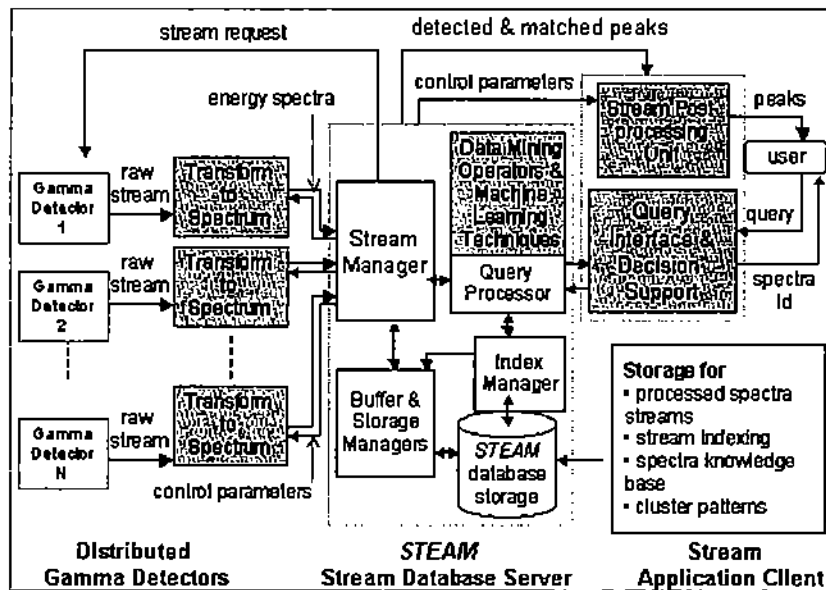 stream request
detected & matched peaks
control parameters
energy spectra
Stream Post-
processing
Unit
peaks
user
raw
stream
Transform
to
Spectrum
Gamma
Detector
1
Data Mining
Operators &
Machine
Learning
Techniques
Stream
Manager
Query
Processor
Query
Interface &
Decision
Support
query
spectra
Id
raw
stream
Transform
to
Spectrum
Gamma
Detector
2
raw
stream
Transform
to
Spectrum
Gamma
Detector
N
control parameters
Buffer &
Storage
Managers
Index
Manager
STEAM
database
storage
Storage for
• processed spectra
streams
• stream Indexing
• spectra knowledge
base
• cluster patterns
Distributed
Gamma Detectors
STEAM
Stream Database Server
Stream
Application Client